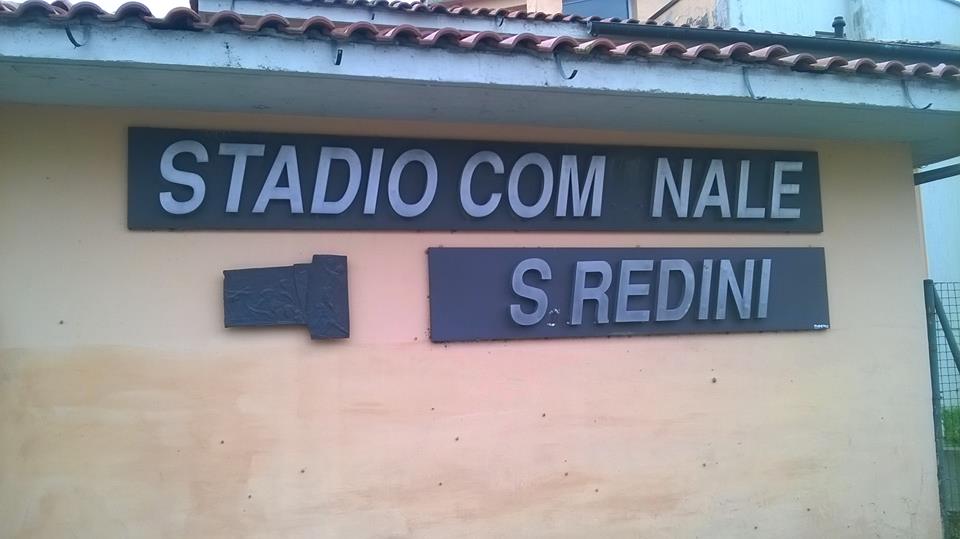 STADIO COM NALE
S.REDINI